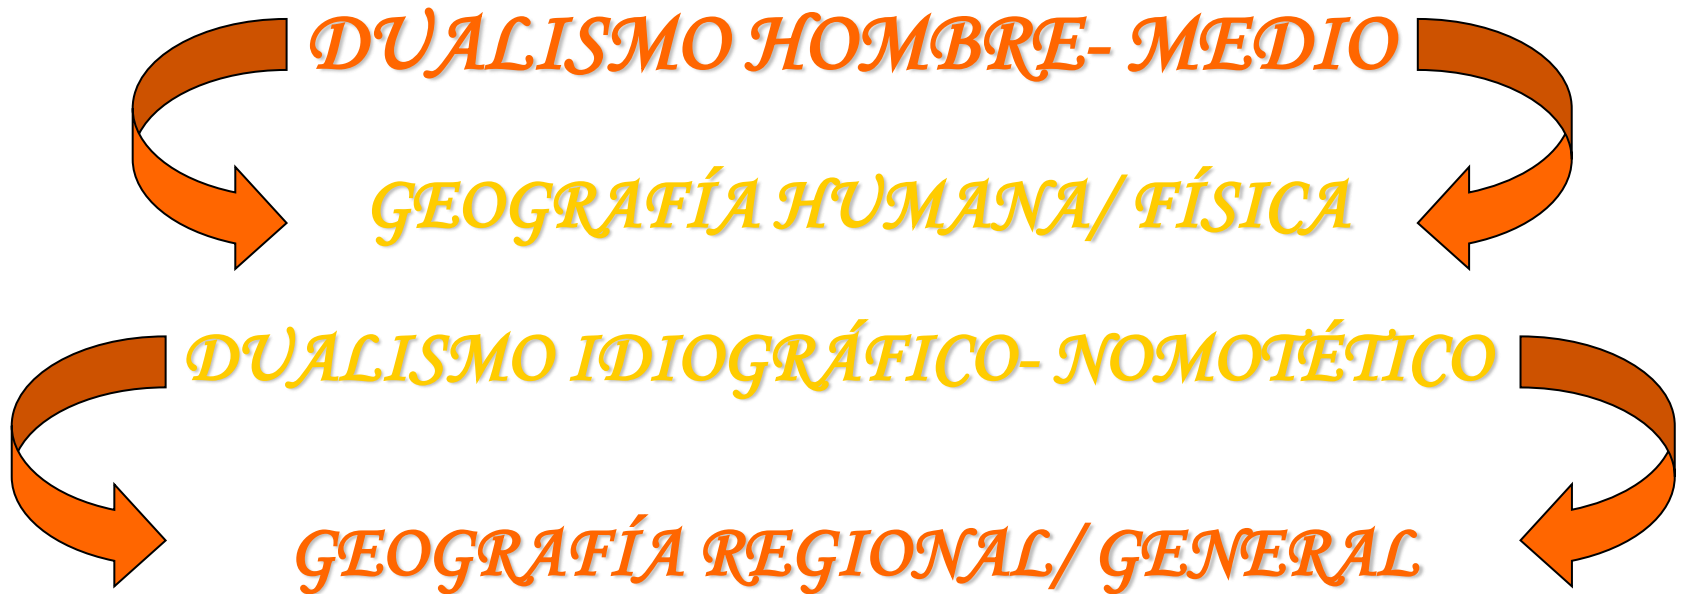 DUALISMO HOMBRE- MEDIO
GEOGRAFÍA HUMANA/ FÍSICA
DUALISMO IDIOGRÁFICO- NOMOTÉTICO
GEOGRAFÍA REGIONAL/ GENERAL